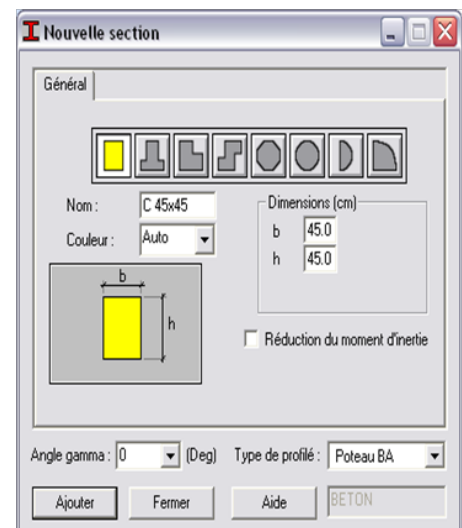 Nouvelle section
Général
Nom : C 45x45
Couleur : Auto
Dimensions (cm)
b 45.0
h 45.0
b
h
Réduction du moment d'inertie
Angle gamma : 0 (Deg) Type de profilé : Poteau BA
Ajouter Fermer Aide BETON